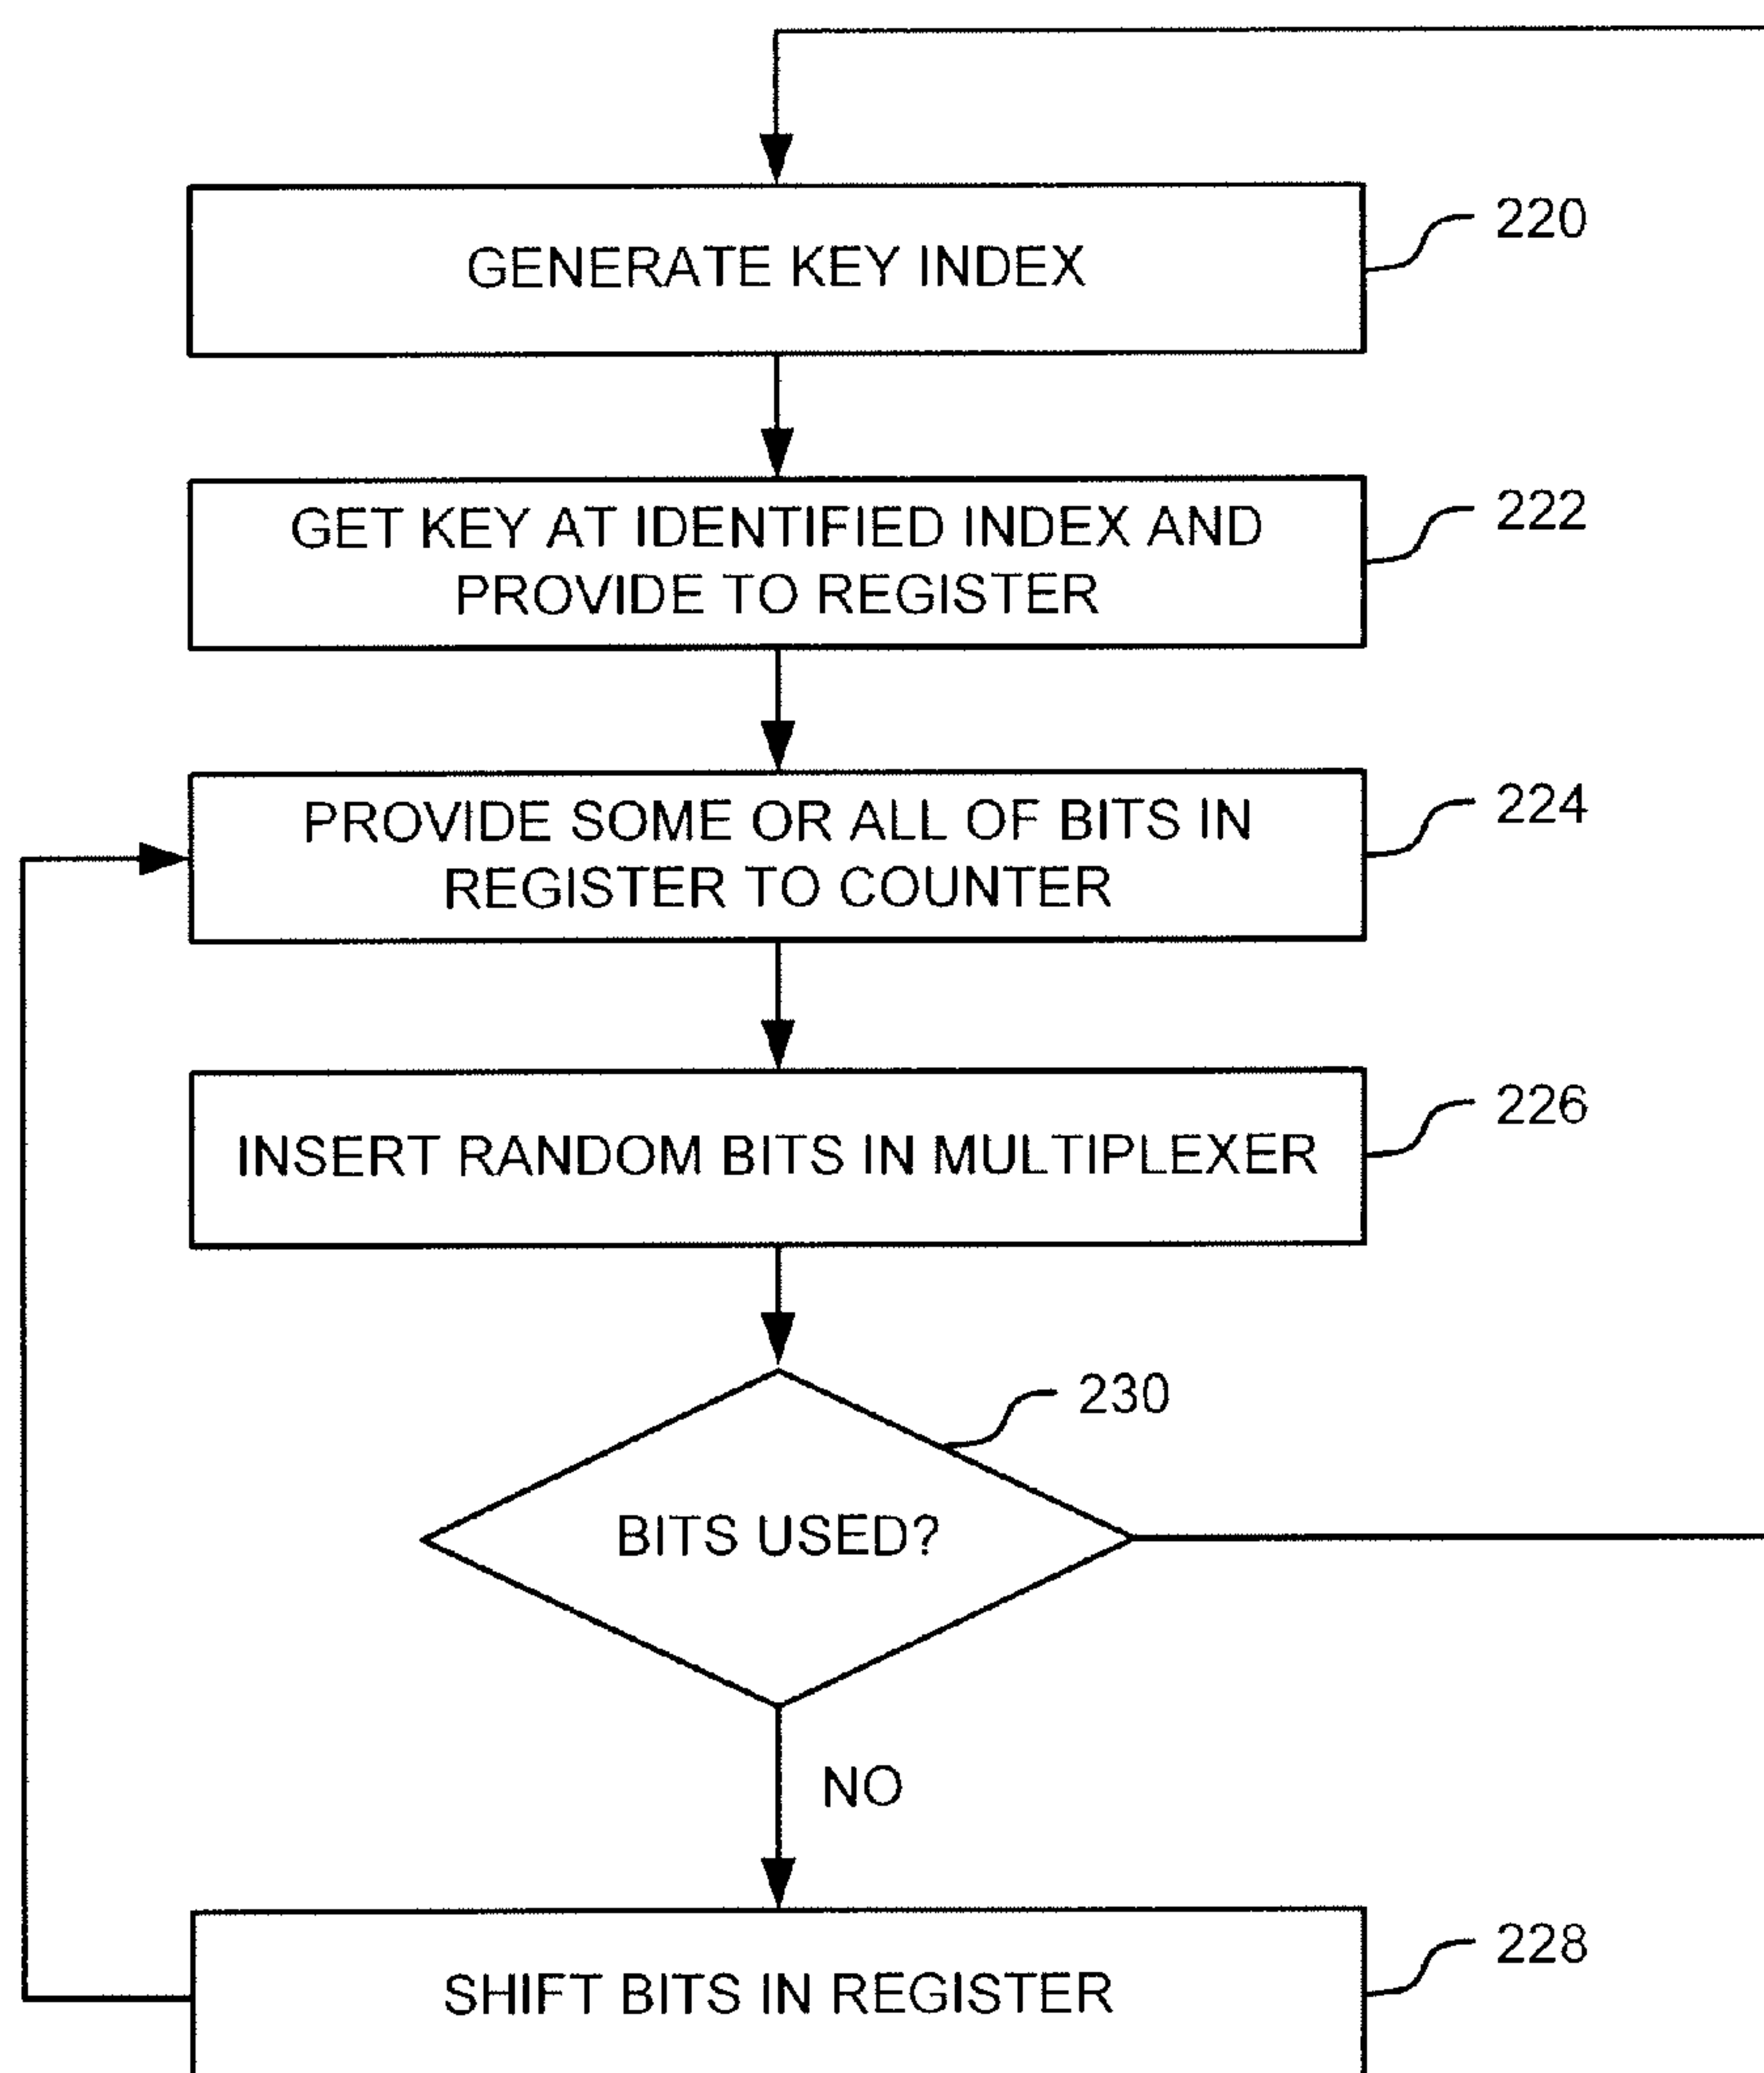 GENERATE KEY INDEX
220
GET KEY AT IDENTIFIED INDEX AND
PROVIDE TO REGISTER
222
PROVIDE SOME OR ALL OF BITS IN
REGISTER TO COUNTER
224
INSERT RANDOM BITS IN MULTIPLEXER
226
230
BITS USED?
NO
SHIFT BITS IN REGISTER
228